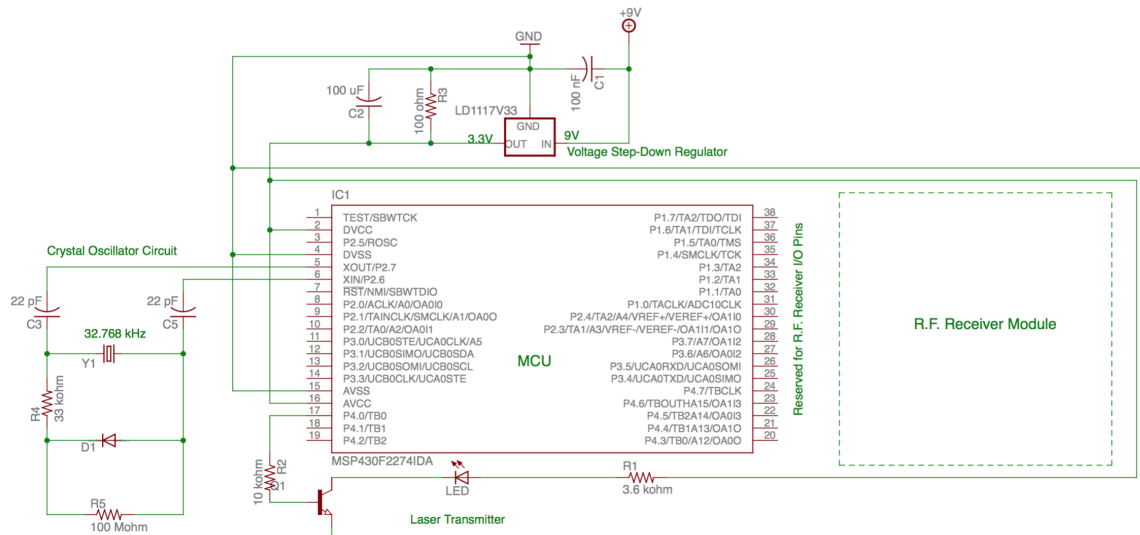 +9V
GND
100 nF
C1
100 uF
C2
100 ohm
R3
LD1117V33
GND
3.3V
OUT
IN
9V
Voltage Step-Down Regulator
IC1
1 TEST/SBWTCK
2 DVCC
3 P2.5/ROSC
4 DVSS
5 XOUT/P2.7
6 XIN/P2.6
7 RST/NMI/SBWTDIO
8 P2.0/ACLK/A0/OA0I0
9 P2.1/TAINCLK/SMCLK/A1/OA0O
10 P2.2/TA0/A2/OA0I1
11 P3.0/UCB0STE/UCA0CLK/A5
12 P3.1/UCB0SIMO/UCB0SDA
13 P3.2/UCB0SOMI/UCB0SCL
14 P3.3/UCB0CLK/UCA0STE
15 AVSS
16 AVCC
17 P4.0/TB0
18 P4.1/TB1
19 P4.2/TB2
P1.7/TA2/TDO/TDI 38
P1.6/TA1/TDI/TCLK 37
P1.5/TA0/TMS 36
P1.4/SMCLK/TCK 35
P1.3/TA2 34
P1.2/TA1 33
P1.1/TA0 32
P1.0/TACLK/ADC10CLK 31
P2.4/TA2/A4/VREF+/VEREF+/OA1I0 30
P2.3/TA1/A3/VREF-/VEREF-/OA1I1/OA1O 29
P3.7/A7/OA1I2 28
P3.6/A6/OA0I2 27
P3.5/UCA0RXD/UCA0SOMI 26
P3.4/UCA0TXD/UCA0SIMO 25
P4.7/TBCLK 24
P4.6/TBOUTHA15/OA1I3 23
P4.5/TB2A14/OA0I3 22
P4.4/TB1A13/OA1O 21
P4.3/TB0/A12/OA0O 20
MCU
MSP430F2274IDA
Reserved for R.F. Receiver I/O Pins
R.F. Receiver Module
Crystal Oscillator Circuit
22 pF
C3
22 pF
C5
32.768 kHz
Y1
R4
33 kohm
D1
R5
100 Mohm
10 kohm
R2
Q1
LED
R1
3.6 kohm
Laser Transmitter